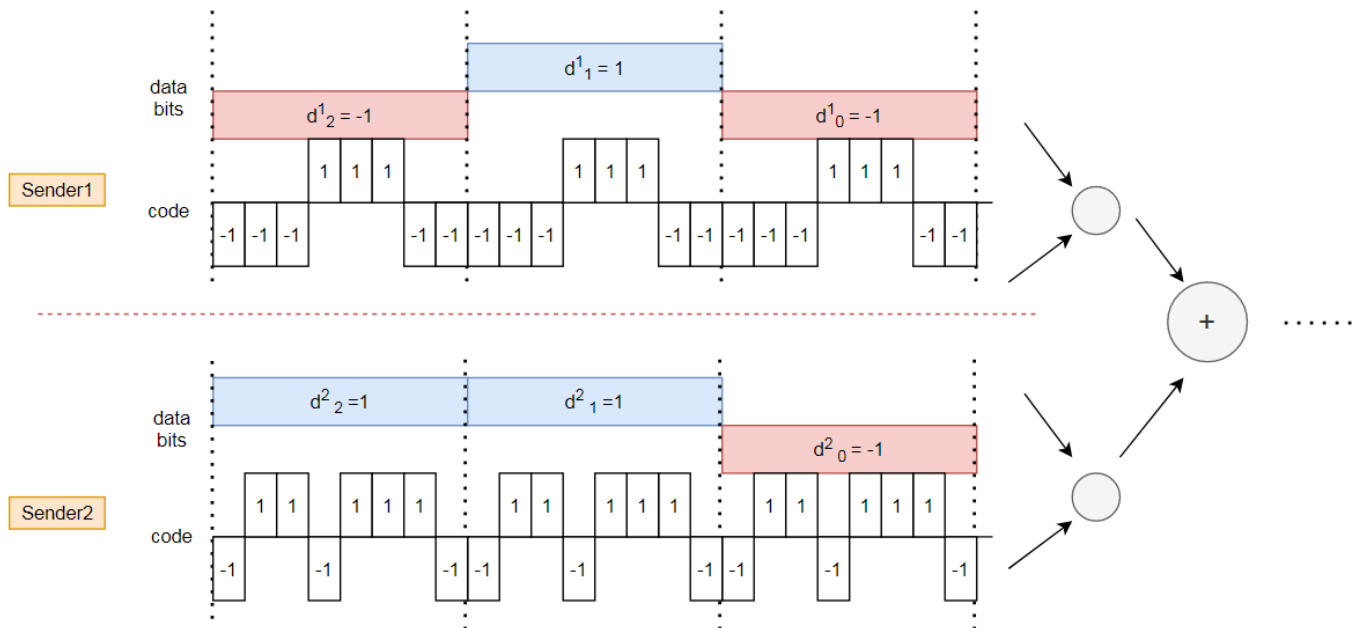 d¹₁ = 1
data
bits
d¹₂ = -1
d¹₀ = -1
1 1 1 1 1 1 1 1 1
Sender1
code
-1 -1 -1 -1 -1 -1 -1 -1 -1 -1 -1 -1 -1 -1 -1
+
......
d²₂ =1
d²₁ =1
data
bits
d²₀ = -1
1 1 1 1 1 1 1 1 1 1 1 1 1 1 1
Sender2
code
-1 -1 -1 -1 -1 -1 -1 -1 -1